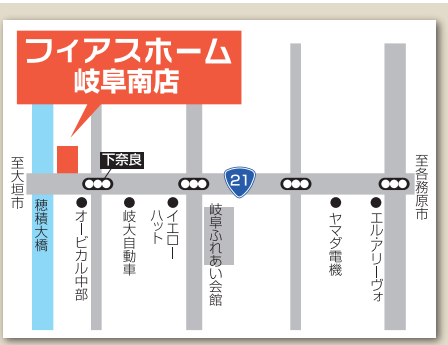 フィアスホーム
岐阜南店
下奈良
21
至大垣市
穂積大橋
オービカル中部
岐大自動車
イエロー
ハット
岐阜ふれあい会館
ヤマダ電機
エル・アリーヴォ
至各務原市